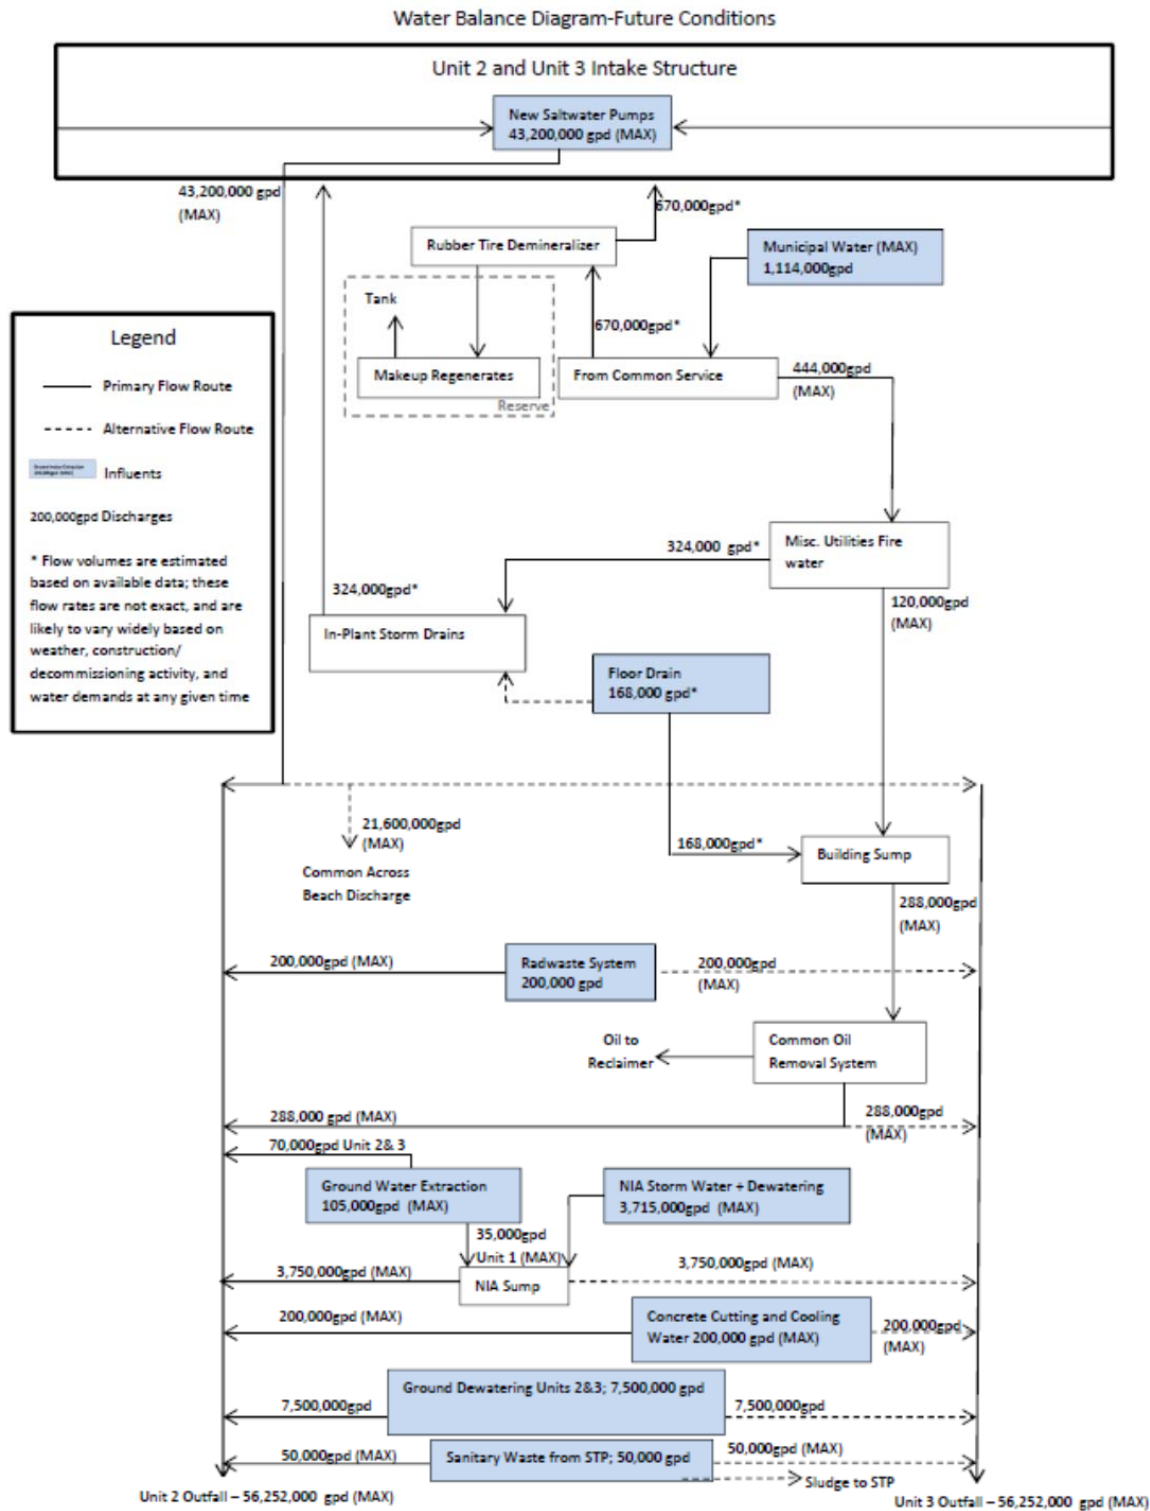 Water Balance Diagram-Future Conditions
Unit 2 and Unit 3 Intake Structure
New Saltwater Pumps
43,200,000 gpd (MAX)
43,200,000 gpd
(MAX)
670,000gpd*
Rubber Tire Demineralizer
Municipal Water (MAX)
1,114,000gpd
Tank
670,000gpd*
Makeup Regenerates
Reserve
From Common Service
444,000gpd
(MAX)
Legend
Primary Flow Route
Alternative Flow Route
Influents
200,000gpd Discharges
* Flow volumes are estimated
based on available data; these
flow rates are not exact, and are
likely to vary widely based on
weather, construction/
decommissioning activity, and
water demands at any given time
324,000 gpd*
Misc. Utilities Fire
water
324,000gpd*
120,000gpd
(MAX)
In-Plant Storm Drains
Floor Drain
168,000 gpd*
21,600,000gpd
(MAX)
Common Across
Beach Discharge
168,000gpd*
Building Sump
288,000gpd
(MAX)
200,000gpd (MAX)
Radwaste System
200,000 gpd
200,000gpd
(MAX)
Oil to
Reclaimer
Common Oil
Removal System
288,000 gpd (MAX)
288,000gpd
(MAX)
70,000gpd Unit 2& 3
Ground Water Extraction
105,000gpd (MAX)
NIA Storm Water + Dewatering
3,715,000gpd (MAX)
35,000gpd
Unit 1 (MAX)
3,750,000gpd (MAX)
NIA Sump
3,750,000gpd (MAX)
200,000gpd (MAX)
Concrete Cutting and Cooling
Water 200,000 gpd (MAX)
200,000gpd
(MAX)
Ground Dewatering Units 2&3; 7,500,000 gpd
7,500,000gpd
7,500,000gpd
50,000gpd (MAX)
Sanitary Waste from STP; 50,000 gpd
50,000gpd (MAX)
Sludge to STP
Unit 2 Outfall – 56,252,000 gpd (MAX)
Unit 3 Outfall – 56,252,000 gpd (MAX)